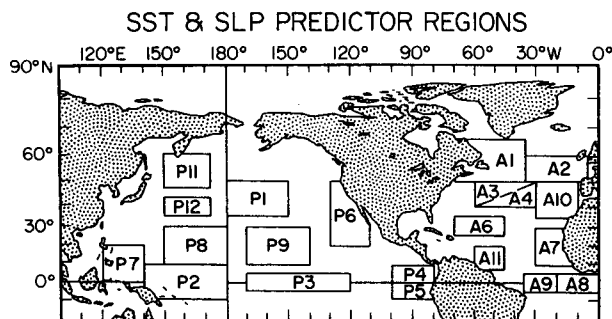 SST & SLP PREDICTOR REGIONS
120°E 150° 180° 150° 120° 90° 60° 30°W 0°
90°N
60°
30°
0°
P11
P12
P1
P6
P7
P8
P9
P2
P3
P4
P5
A1
A2
A3
A4
A10
A6
A7
A11
A9
A8